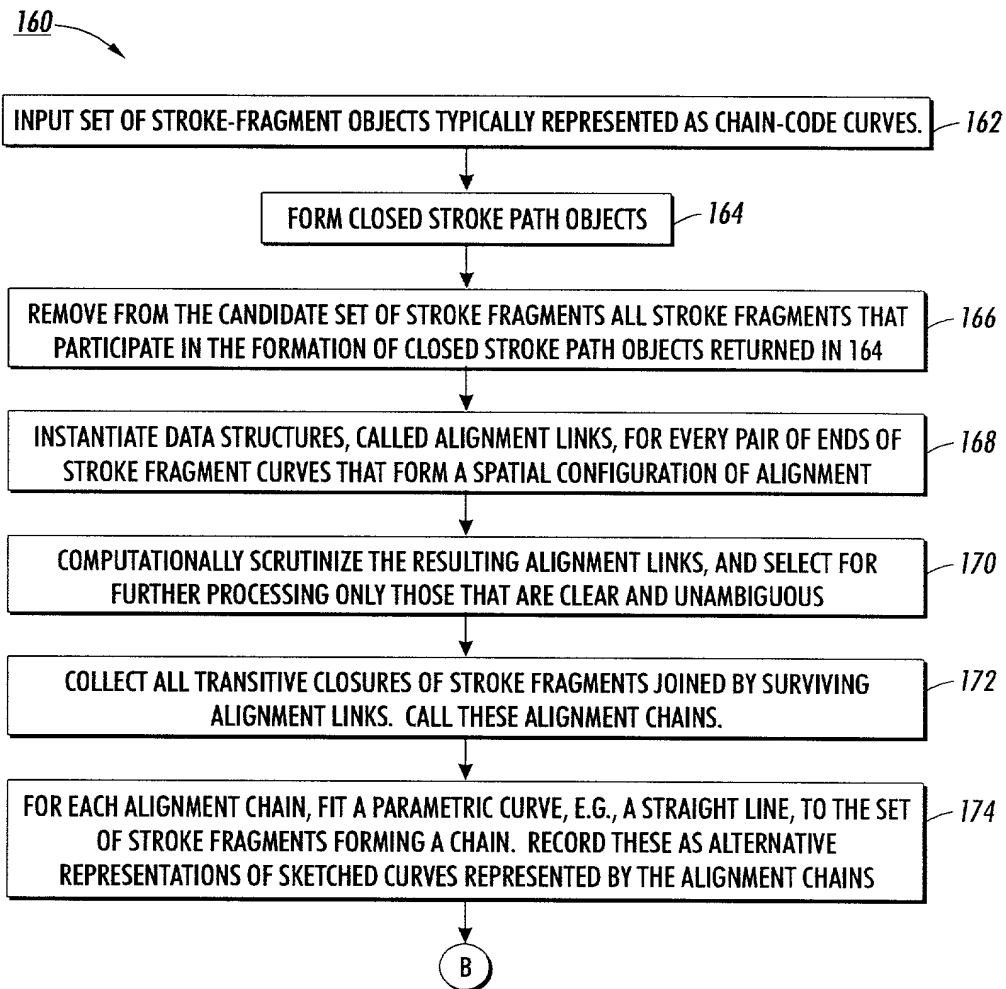 160
INPUT SET OF STROKE-FRAGMENT OBJECTS TYPICALLY REPRESENTED AS CHAIN-CODE CURVES.
162
FORM CLOSED STROKE PATH OBJECTS
164
REMOVE FROM THE CANDIDATE SET OF STROKE FRAGMENTS ALL STROKE FRAGMENTS THAT
PARTICIPATE IN THE FORMATION OF CLOSED STROKE PATH OBJECTS RETURNED IN 164
166
INSTANTIATE DATA STRUCTURES, CALLED ALIGNMENT LINKS, FOR EVERY PAIR OF ENDS OF
STROKE FRAGMENT CURVES THAT FORM A SPATIAL CONFIGURATION OF ALIGNMENT
168
COMPUTATIONALLY SCRUTINIZE THE RESULTING ALIGNMENT LINKS, AND SELECT FOR
FURTHER PROCESSING ONLY THOSE THAT ARE CLEAR AND UNAMBIGUOUS
170
COLLECT ALL TRANSITIVE CLOSURES OF STROKE FRAGMENTS JOINED BY SURVIVING
ALIGNMENT LINKS. CALL THESE ALIGNMENT CHAINS.
172
FOR EACH ALIGNMENT CHAIN, FIT A PARAMETRIC CURVE, E.G., A STRAIGHT LINE, TO THE SET
OF STROKE FRAGMENTS FORMING A CHAIN. RECORD THESE AS ALTERNATIVE
REPRESENTATIONS OF SKETCHED CURVES REPRESENTED BY THE ALIGNMENT CHAINS
174
B